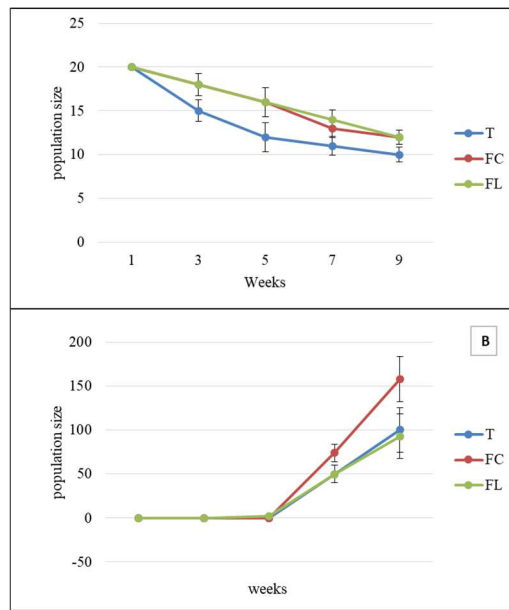 25
20
15
10
5
0
population size
1 3 5 7 9
Weeks
T
FC
FL
B
200
150
100
50
0
-50
population size
weeks
T
FC
FL